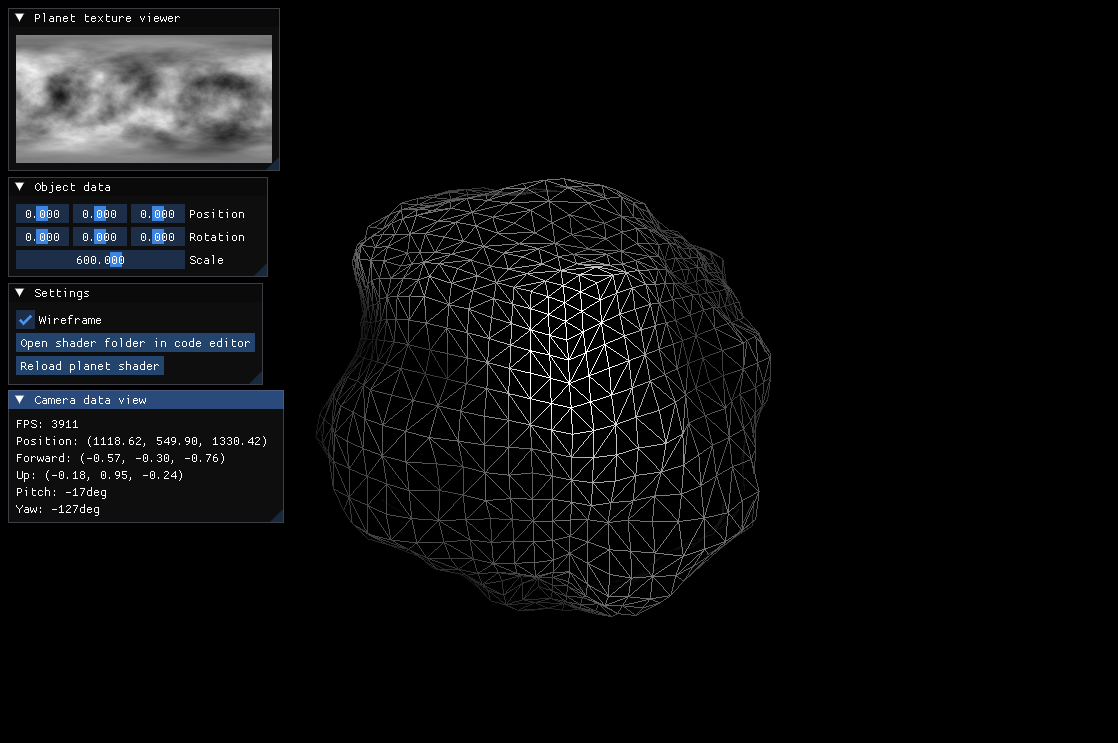 Planet texture viewer
Object data
0.000 0.000 0.000 Position
0.000 0.000 0.000 Rotation
600.000 Scale
Settings
Wireframe
Open shader folder in code editor
Reload planet shader
Camera data view
FPS: 3911
Position: (1118.62, 549.90, 1330.42)
Forward: (-0.57, -0.30, -0.76)
Up: (-0.18, 0.95, -0.24)
Pitch: -17deg
Yaw: -127deg